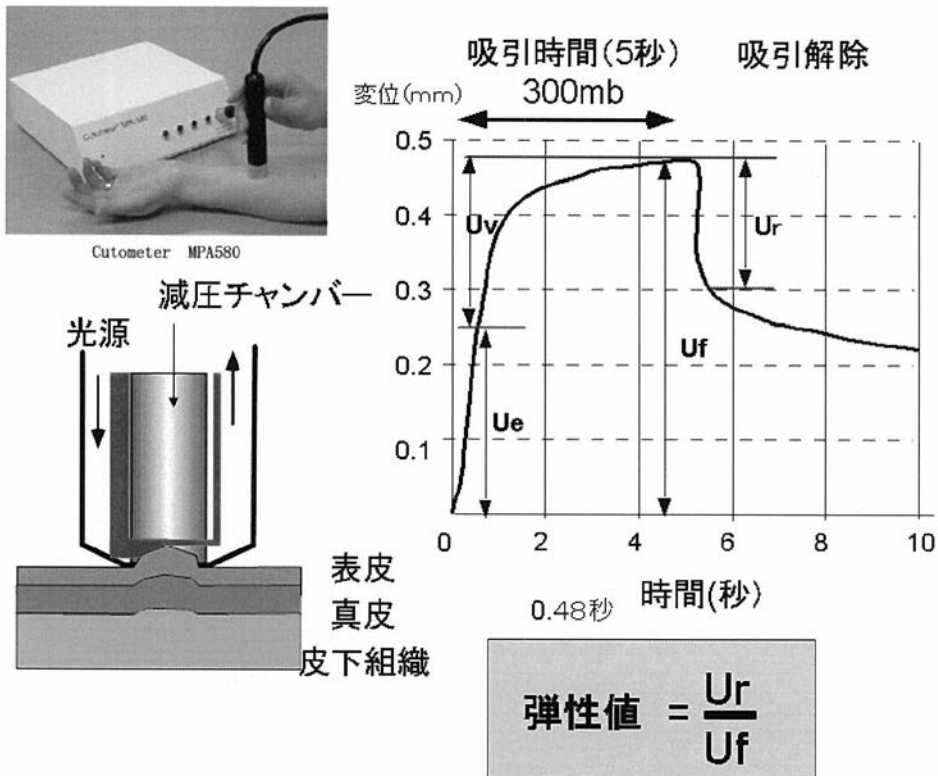 Cutometer MPA580
吸引時間(5秒)
吸引解除
300mb
変位(mm)
0.5
0.4
0.3
0.2
0.1
Uv
Ur
Uf
Ue
0 2 4 6 8 10
時間(秒)
0.48秒
減圧チャンバー
光源
表皮
真皮
皮下組織
弾性値 = Ur
Uf